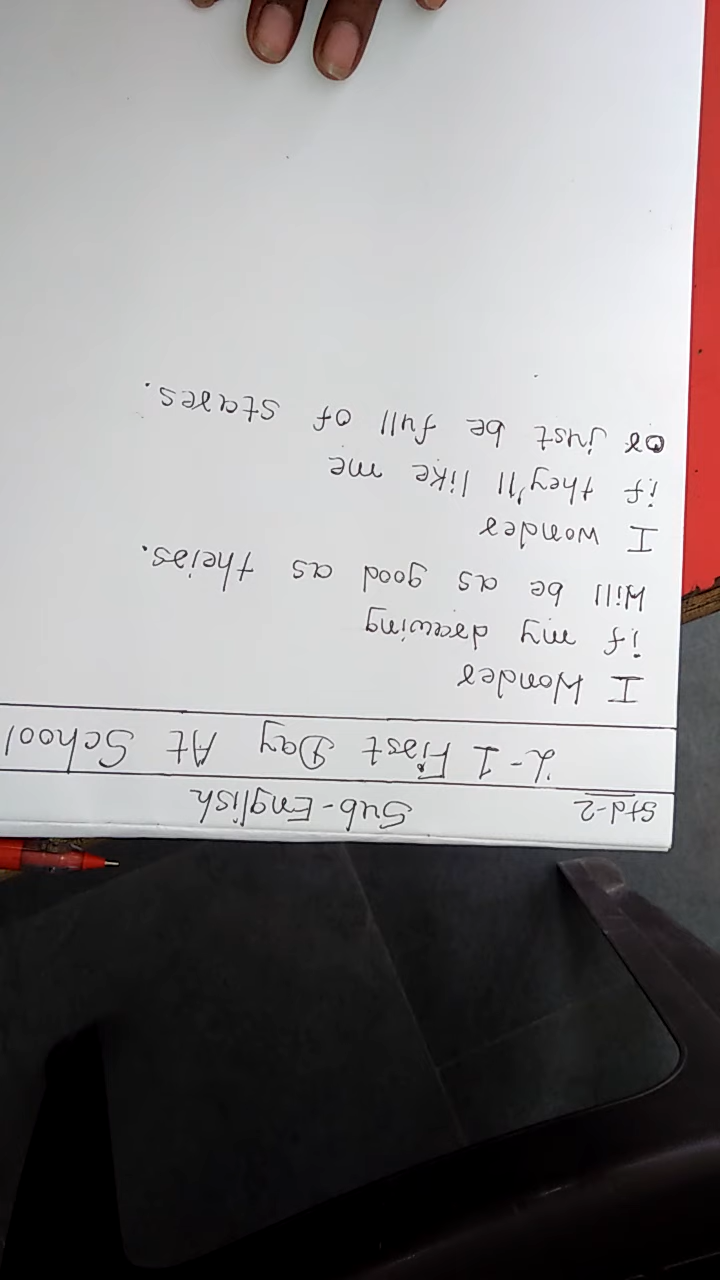 Std-2 Sub-English
L-1 First Day At School
I Wonder
if my drawing
Will be as good as theirs.
I wonder
if they'll like me
or just be full of stares.